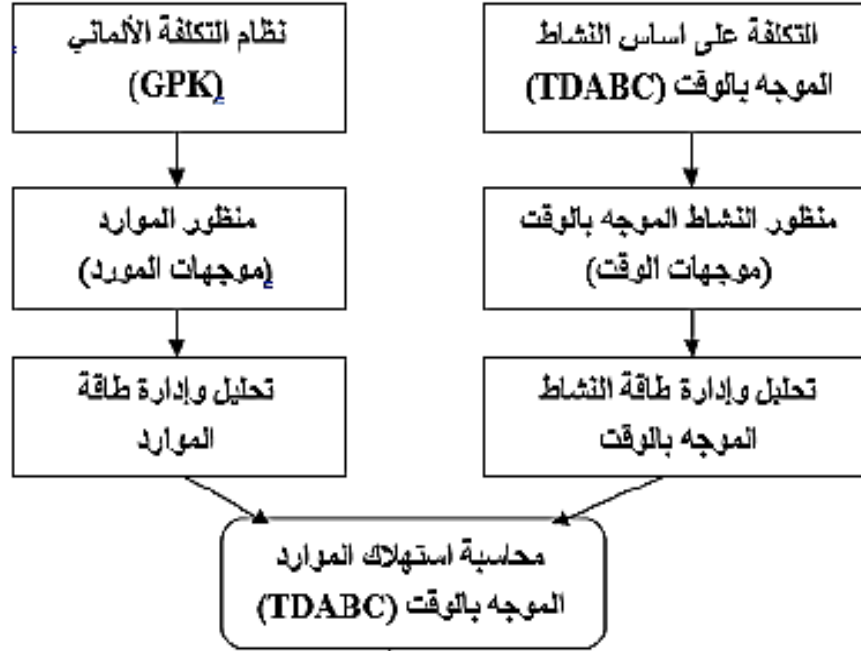 التكلفة على اساس النشاط
الموجه بالوقت (TDABC)
نظام التكلفة الألماني
(GPK)
منظور النشاط الموجه بالوقت
(موجهات الوقت)
منظور الموارد
(موجهات المورد)
تحليل وإدارة طاقة النشاط
الموجه بالوقت
تحليل وإدارة طاقة
الموارد
محاسبة استهلاك الموارد
الموجه بالوقت (TDABC)